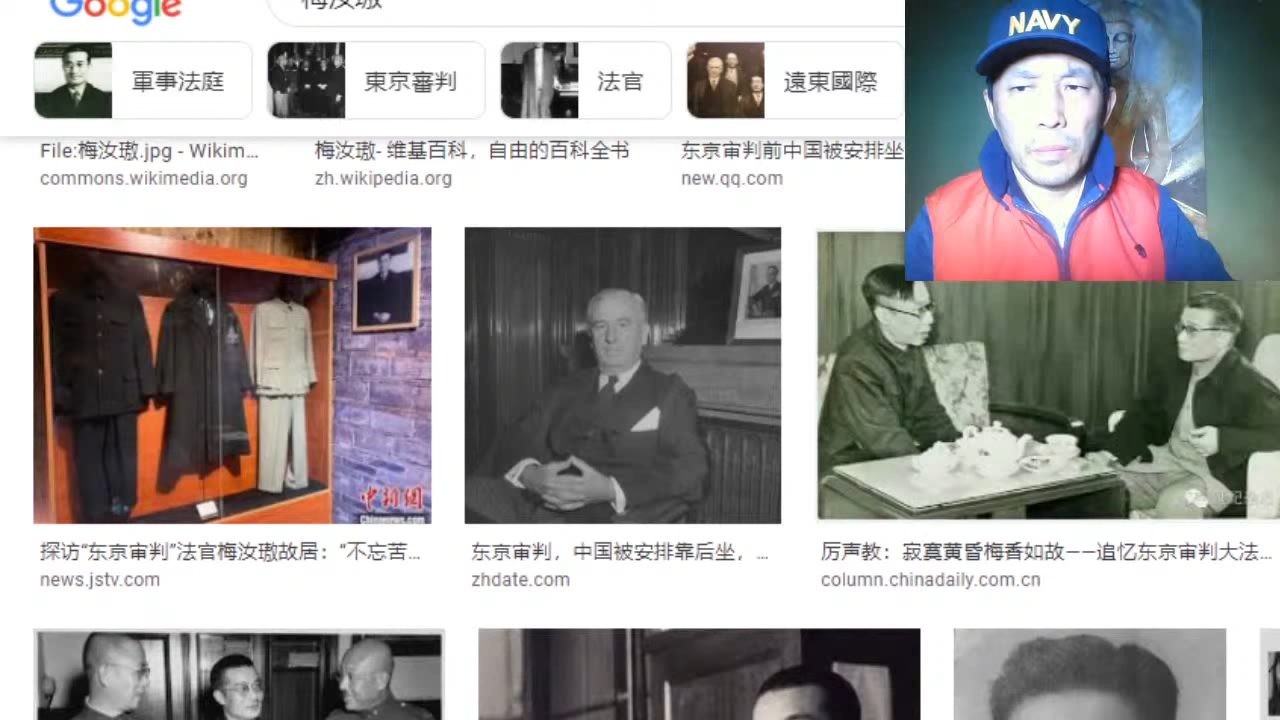 Google
梅汝璈
NAVY
軍事法庭
東京審判
法官
遠東國際
File:梅汝璈.jpg - Wikim...
梅汝璈- 维基百科，自由的百科全书
东京审判前中国被安排坐
commons.wikimedia.org
zh.wikipedia.org
new.qq.com
中新網
Chinanews.com
探访“东京审判”法官梅汝璈故居：“不忘苦...
东京审判，中国被安排靠后坐，...
厉声教：寂寞黄昏梅香如故——追忆东京审判大法...
news.jstv.com
zhdate.com
column.chinadaily.com.cn